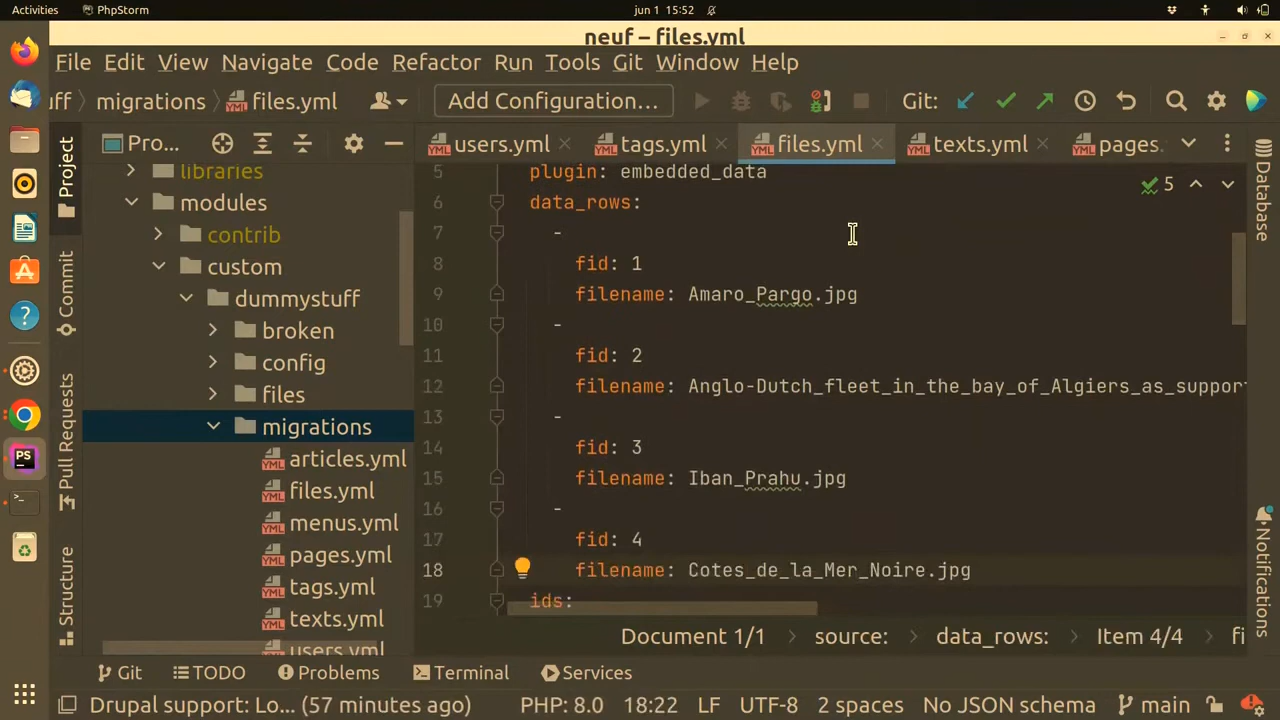 Activities PhpStorm jun 1 15:52
neuf – files.yml
File Edit View Navigate Code Refactor Run Tools Git Window Help
uff migrations files.yml Add Configuration... Git:
Project Pro... users.yml tags.yml files.yml texts.yml pages. Database
libraries
modules
contrib
custom
dummystuff
broken
config
files
migrations
articles.yml
files.yml
menus.yml
pages.yml
tags.yml
texts.yml
users.yml
Commit
Pull Requests
Structure
5 plugin: embedded_data
6 data_rows:
7 -
8 fid: 1
9 filename: Amaro_Pargo.jpg
10 -
11 fid: 2
12 filename: Anglo-Dutch_fleet_in_the_bay_of_Algiers_as_support
13 -
14 fid: 3
15 filename: Iban_Prahu.jpg
16 -
17 fid: 4
18 filename: Cotes_de_la_Mer_Noire.jpg
19 ids:
5
Notifications
Document 1/1 source: data_rows: Item 4/4 fi
Git TODO Problems Terminal Services
Drupal support: Lo... (57 minutes ago) PHP: 8.0 18:22 LF UTF-8 2 spaces No JSON schema main